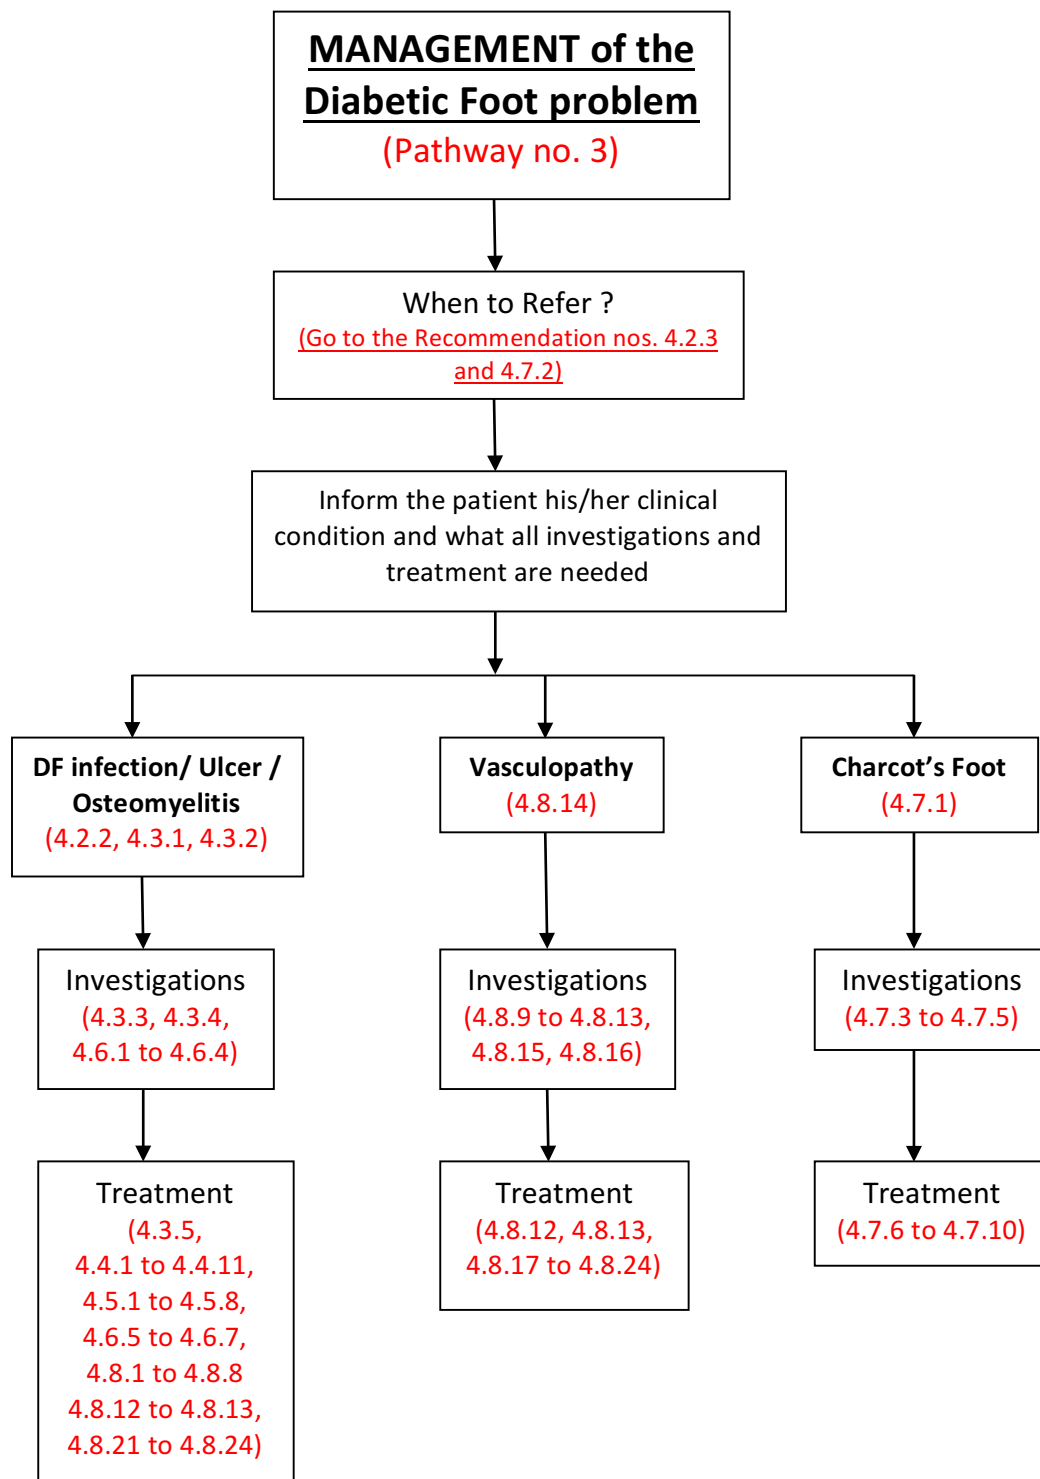 MANAGEMENT of the
Diabetic Foot problem
(Pathway no. 3)
When to Refer ?
(Go to the Recommendation nos. 4.2.3
and 4.7.2)
Inform the patient his/her clinical
condition and what all investigations and
treatment are needed
DF infection/ Ulcer /
Osteomyelitis
(4.2.2, 4.3.1, 4.3.2)
Vasculopathy
(4.8.14)
Charcot’s Foot
(4.7.1)
Investigations
(4.3.3, 4.3.4,
4.6.1 to 4.6.4)
Investigations
(4.8.9 to 4.8.13,
4.8.15, 4.8.16)
Investigations
(4.7.3 to 4.7.5)
Treatment
(4.3.5,
4.4.1 to 4.4.11,
4.5.1 to 4.5.8,
4.6.5 to 4.6.7,
4.8.1 to 4.8.8
4.8.12 to 4.8.13,
4.8.21 to 4.8.24)
Treatment
(4.8.12, 4.8.13,
4.8.17 to 4.8.24)
Treatment
(4.7.6 to 4.7.10)